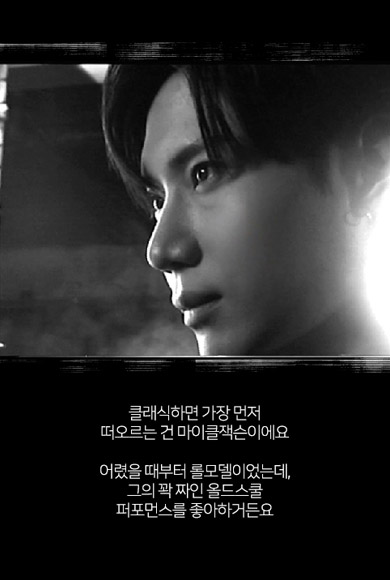 클래식하면 가장 먼저
떠오르는 건 마이클잭슨이에요
어렸을 때부터 롤모델이었는데,
그의 꽉 짜인 올드스쿨
퍼포먼스를 좋아하거든요